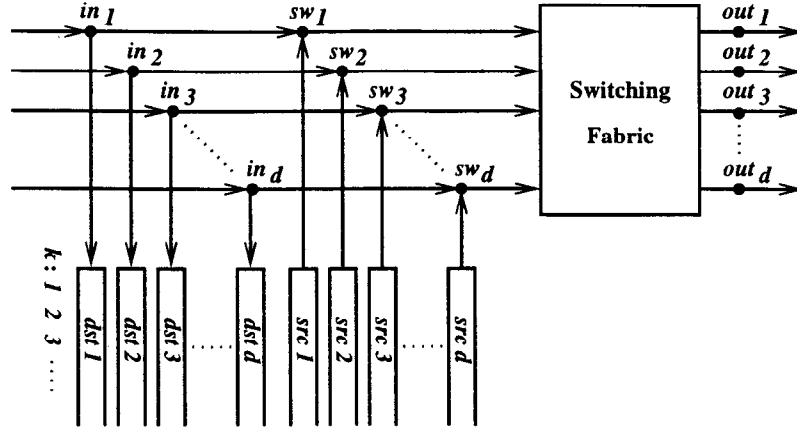 in 1 sw 1 out 1
in 2 sw 2 out 2
in 3 sw 3 Switching out 3
Fabric
in d sw d out d
k: 1 2 3 ......
dst 1 dst 2 dst 3 ...... dst d src 1 src 2 src 3 ...... src d